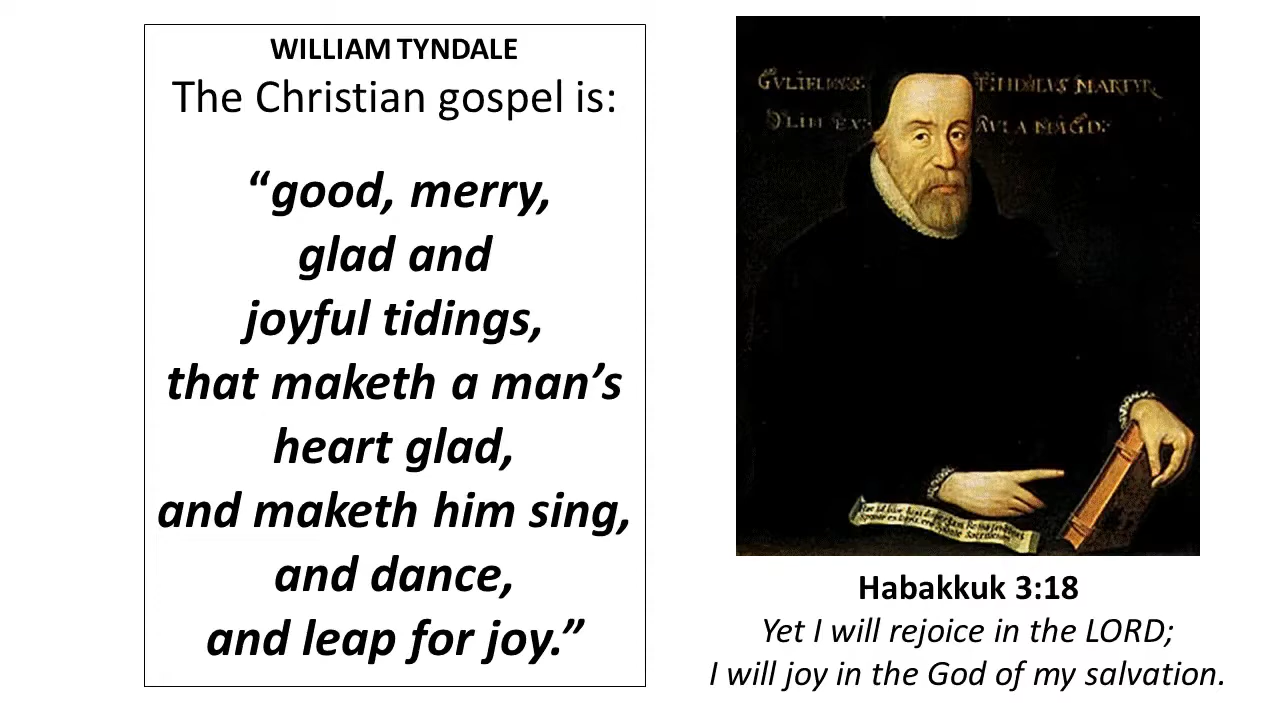 WILLIAM TYNDALE
The Christian gospel is:
“good, merry,
glad and
joyful tidings,
that maketh a man’s
heart glad,
and maketh him sing,
and dance,
and leap for joy.”
MARTYR
Habakkuk 3:18
Yet I will rejoice in the LORD;
I will joy in the God of my salvation.